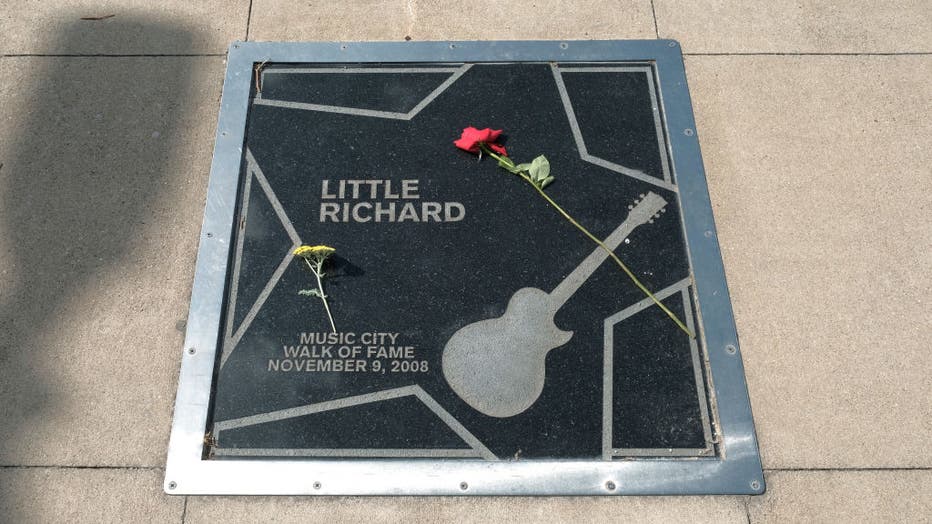 LITTLE
RICHARD
MUSIC CITY
WALK OF FAME
NOVEMBER 9, 2008